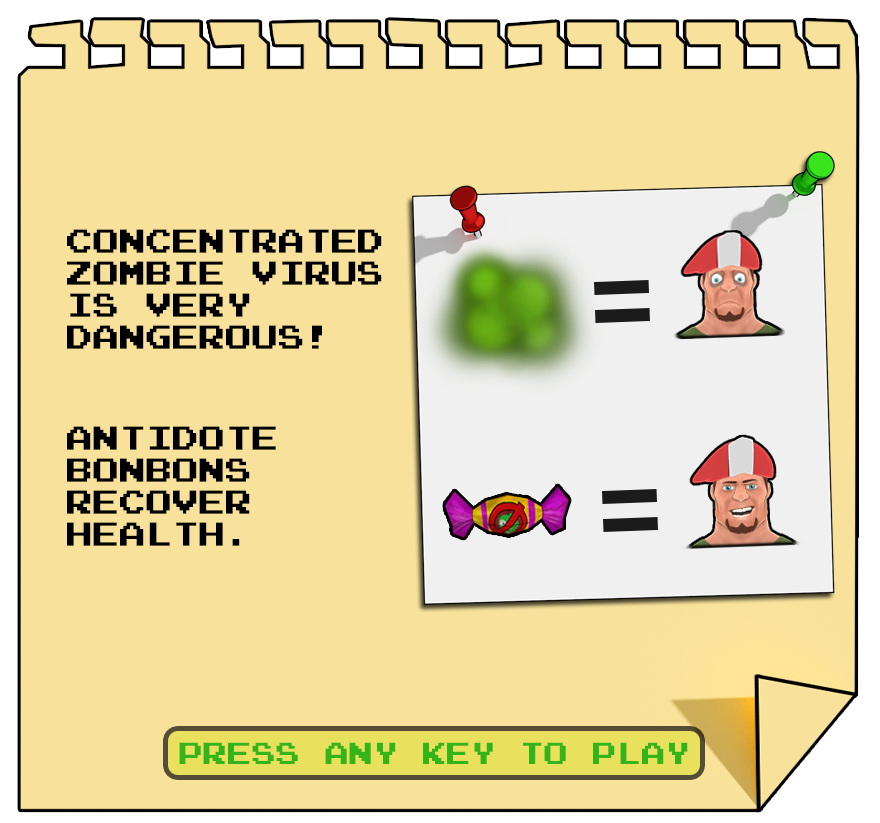 CONCENTRATED
ZOMBIE VIRUS
IS VERY
DANGEROUS!
ANTIDOTE
BONBONS
RECOVER
HEALTH.
PRESS ANY KEY TO PLAY